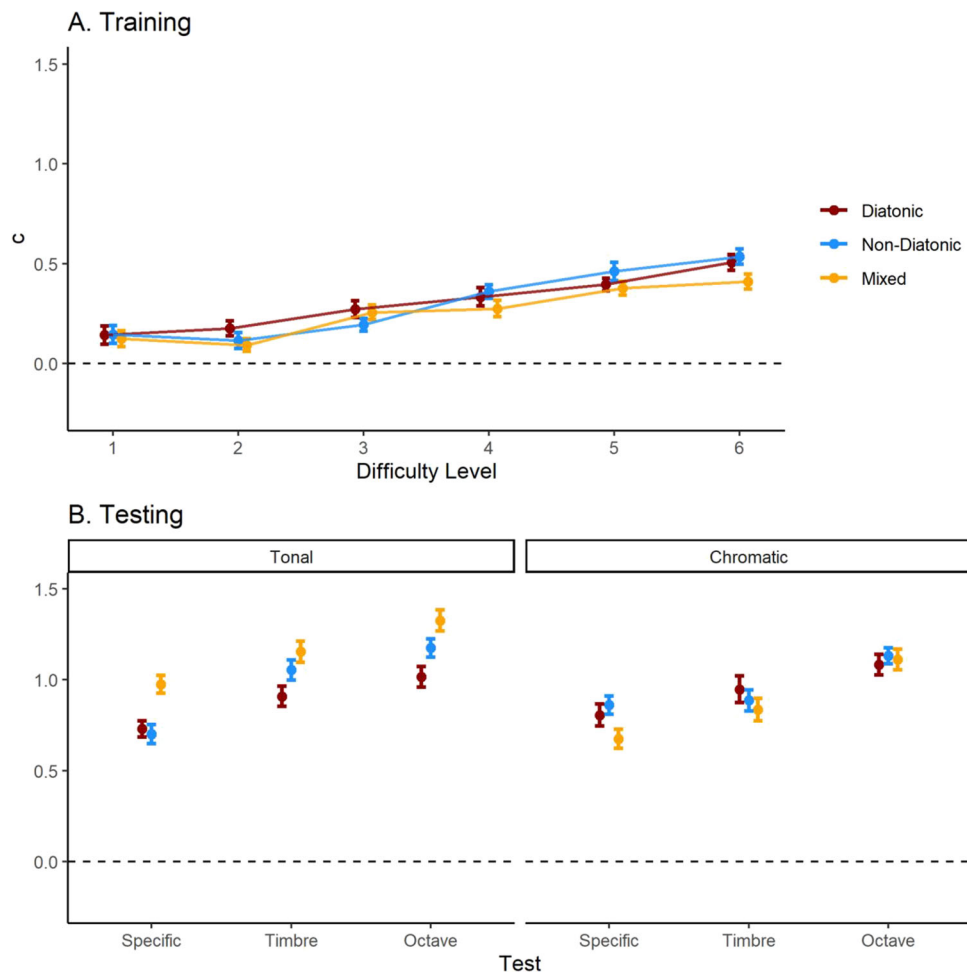 A. Training
1.5
1.0
0.5
0.0
c
1 2 3 4 5 6
Difficulty Level
Diatonic
Non-Diatonic
Mixed
B. Testing
Tonal Chromatic
1.5
1.0
0.5
0.0
Specific Timbre Octave Specific Timbre Octave
Test